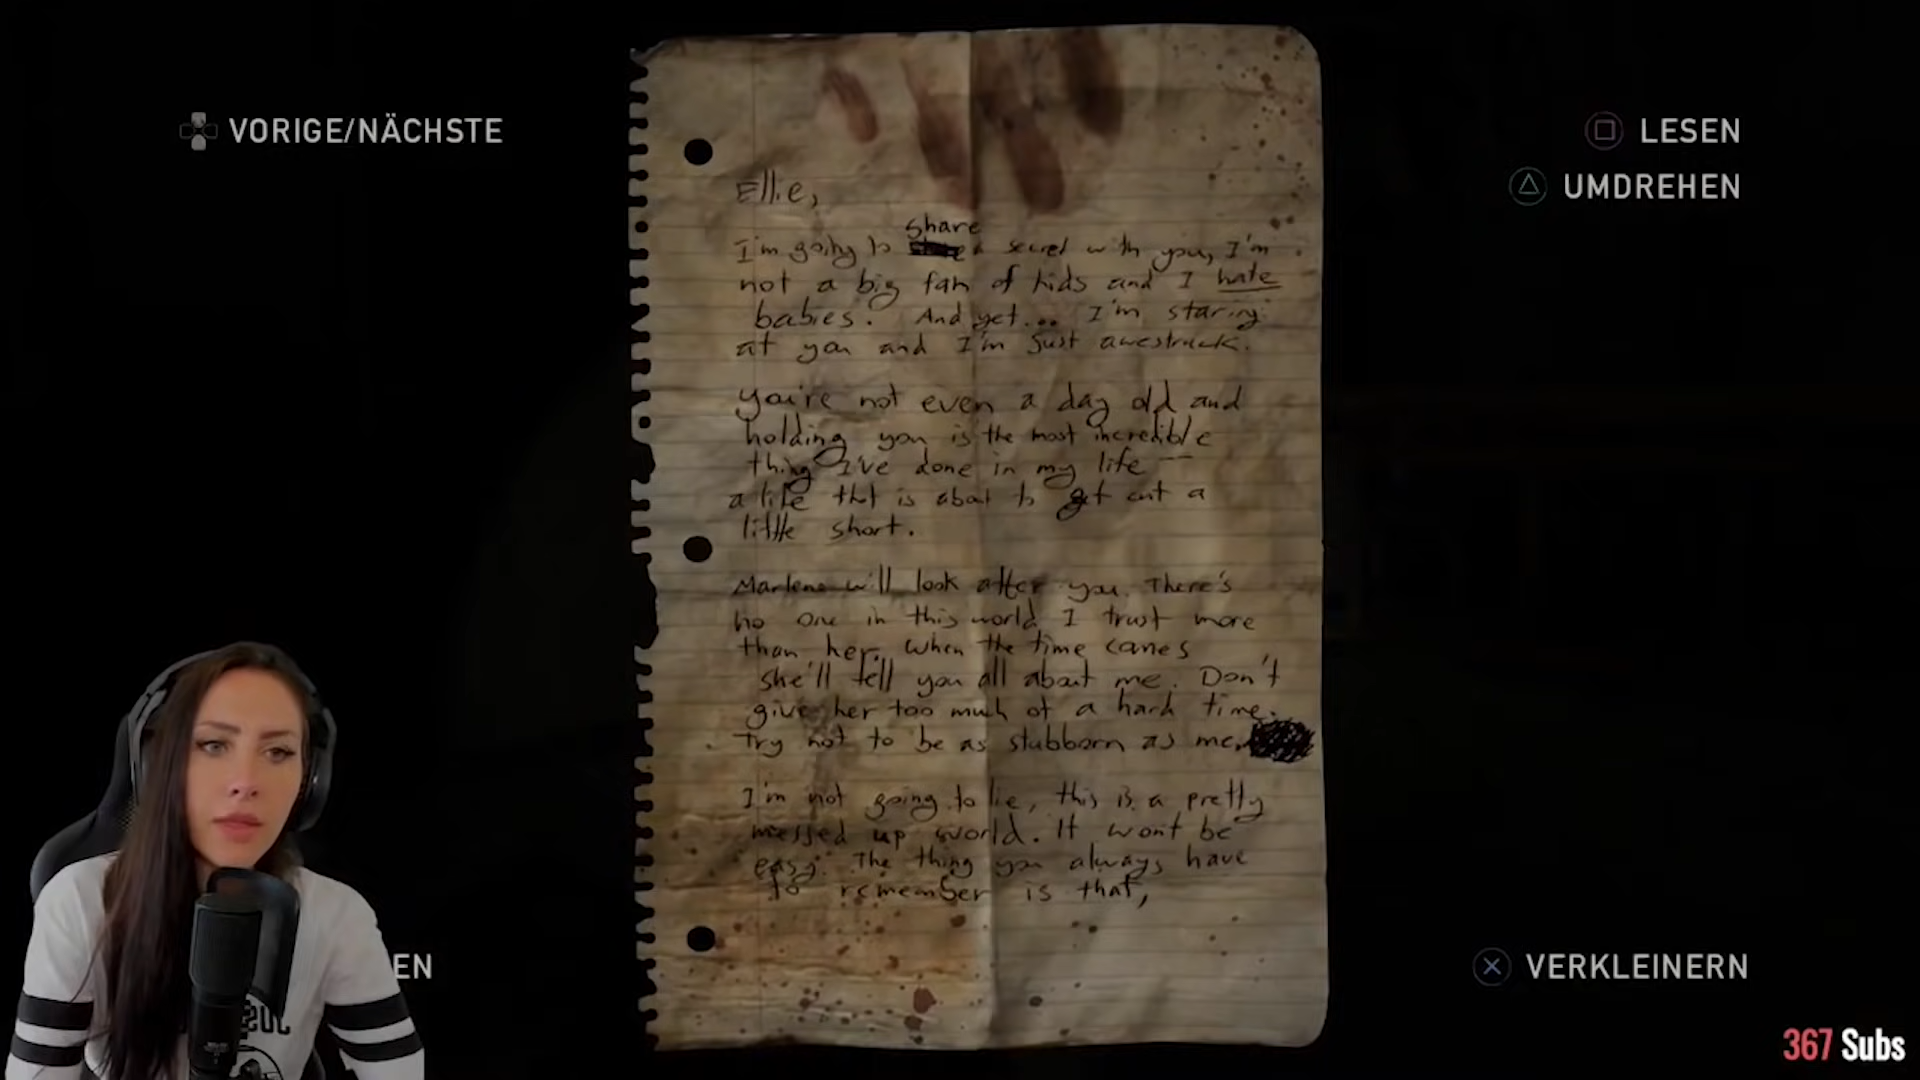 VORIGE/NÄCHSTE
LESEN
UMDREHEN
Ellie,
share
I'm going to a secret with you, I'm
not a big fan of kids and I hate
babies. And yet... I'm staring
at you and I'm just awestruck.
You're not even a day old and
holding you is the most incredible
thing I've done in my life —
a life that is about to get cut a
little short.
Marlene will look after you. There's
no one in this world I trust more
than her. When the time comes
she'll tell you all about me. Don't
give her too much of a hard time.
Try not to be as stubborn as me.
I'm not going to lie, this is a pretty
messed up world. It wont be
easy. The thing you always have
to remember is that,
EN
VERKLEINERN
367 Subs